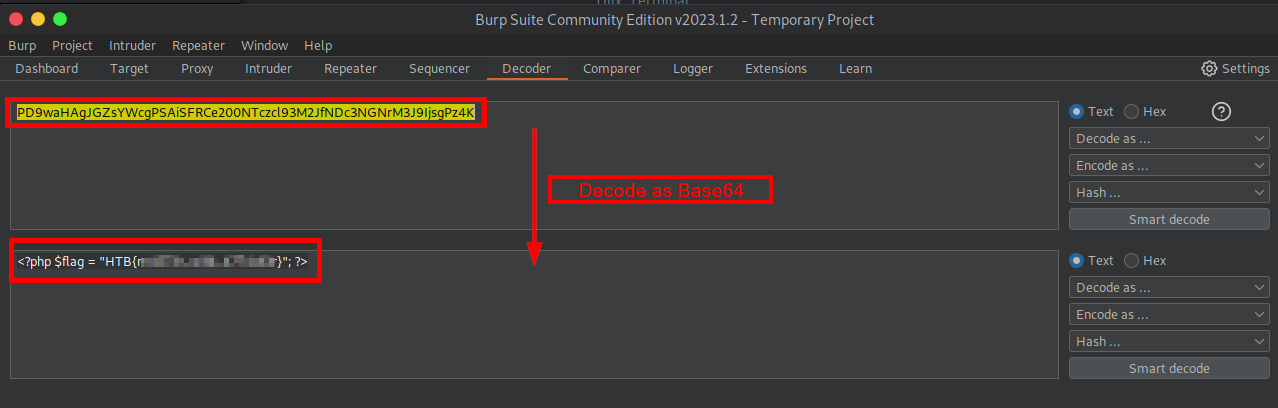 Burp Suite Community Edition v2023.1.2 - Temporary Project
Burp Project Intruder Repeater Window Help
Dashboard Target Proxy Intruder Repeater Sequencer Decoder Comparer Logger Extensions Learn Settings
PD9waHAgJGZsYWcgPSAiSFRCe200NTczcl93M2JfNDc3NGNrM3J9IjsgPz4K
Text Hex ?
Decode as ...
Encode as ...
Hash ...
Smart decode
Decode as Base64
<?php $flag = "HTB{ r}"; ?>
Text Hex
Decode as ...
Encode as ...
Hash ...
Smart decode